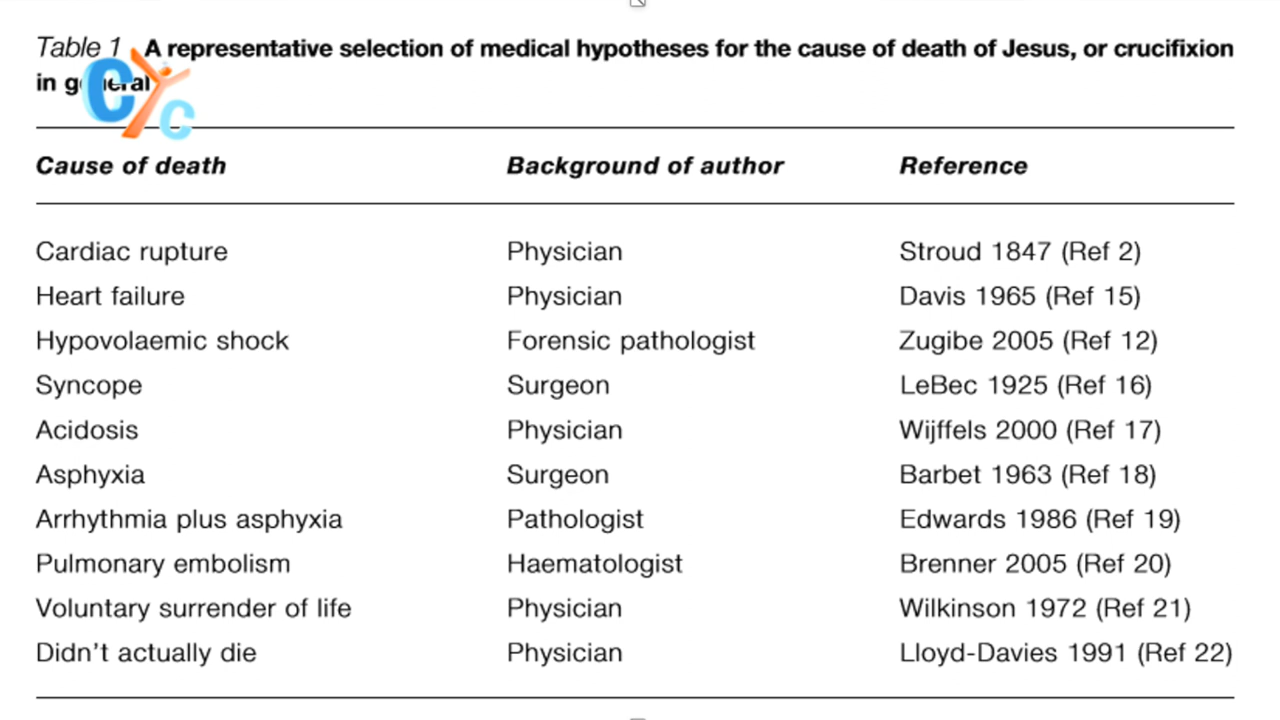 Table 1 A representative selection of medical hypotheses for the cause of death of Jesus, or crucifixion
in general
CYC
Cause of death Background of author Reference
Cardiac rupture Physician Stroud 1847 (Ref 2)
Heart failure Physician Davis 1965 (Ref 15)
Hypovolaemic shock Forensic pathologist Zugibe 2005 (Ref 12)
Syncope Surgeon LeBec 1925 (Ref 16)
Acidosis Physician Wijffels 2000 (Ref 17)
Asphyxia Surgeon Barbet 1963 (Ref 18)
Arrhythmia plus asphyxia Pathologist Edwards 1986 (Ref 19)
Pulmonary embolism Haematologist Brenner 2005 (Ref 20)
Voluntary surrender of life Physician Wilkinson 1972 (Ref 21)
Didn't actually die Physician Lloyd-Davies 1991 (Ref 22)